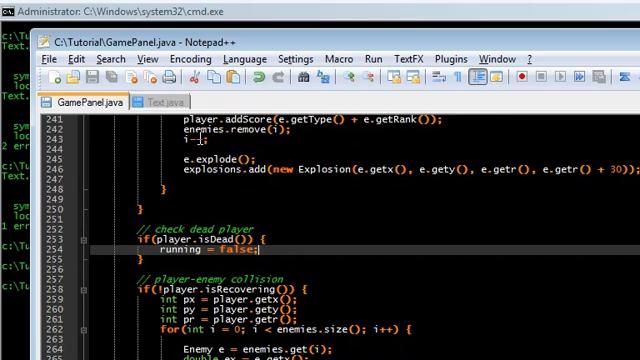 Administrator: C:\Windows\system32\cmd.exe
C:\Tutorial\GamePanel.java - Notepad++
File Edit Search View Encoding Language Settings Macro Run TextFX Plugins Window ?
GamePanel.java Text.java
241 player.addScore(e.getType() + e.getRank());
242 enemies.remove(i);
243 i--;
244
245 e.explode();
246 explosions.add(new Explosion(e.getx(), e.gety(), e.getr(), e.getr() + 30));
247
248 }
249
250 }
251
252 // check dead player
253 if(player.isDead()) {
254 running = false;
255 }
256
257 // player-enemy collision
258 if(!player.isRecovering()) {
259 int px = player.getx();
260 int py = player.gety();
261 int pr = player.getr();
262 for(int i = 0; i < enemies.size(); i++) {
263
264 Enemy e = enemies.get(i);
265 double ex = e.getx();